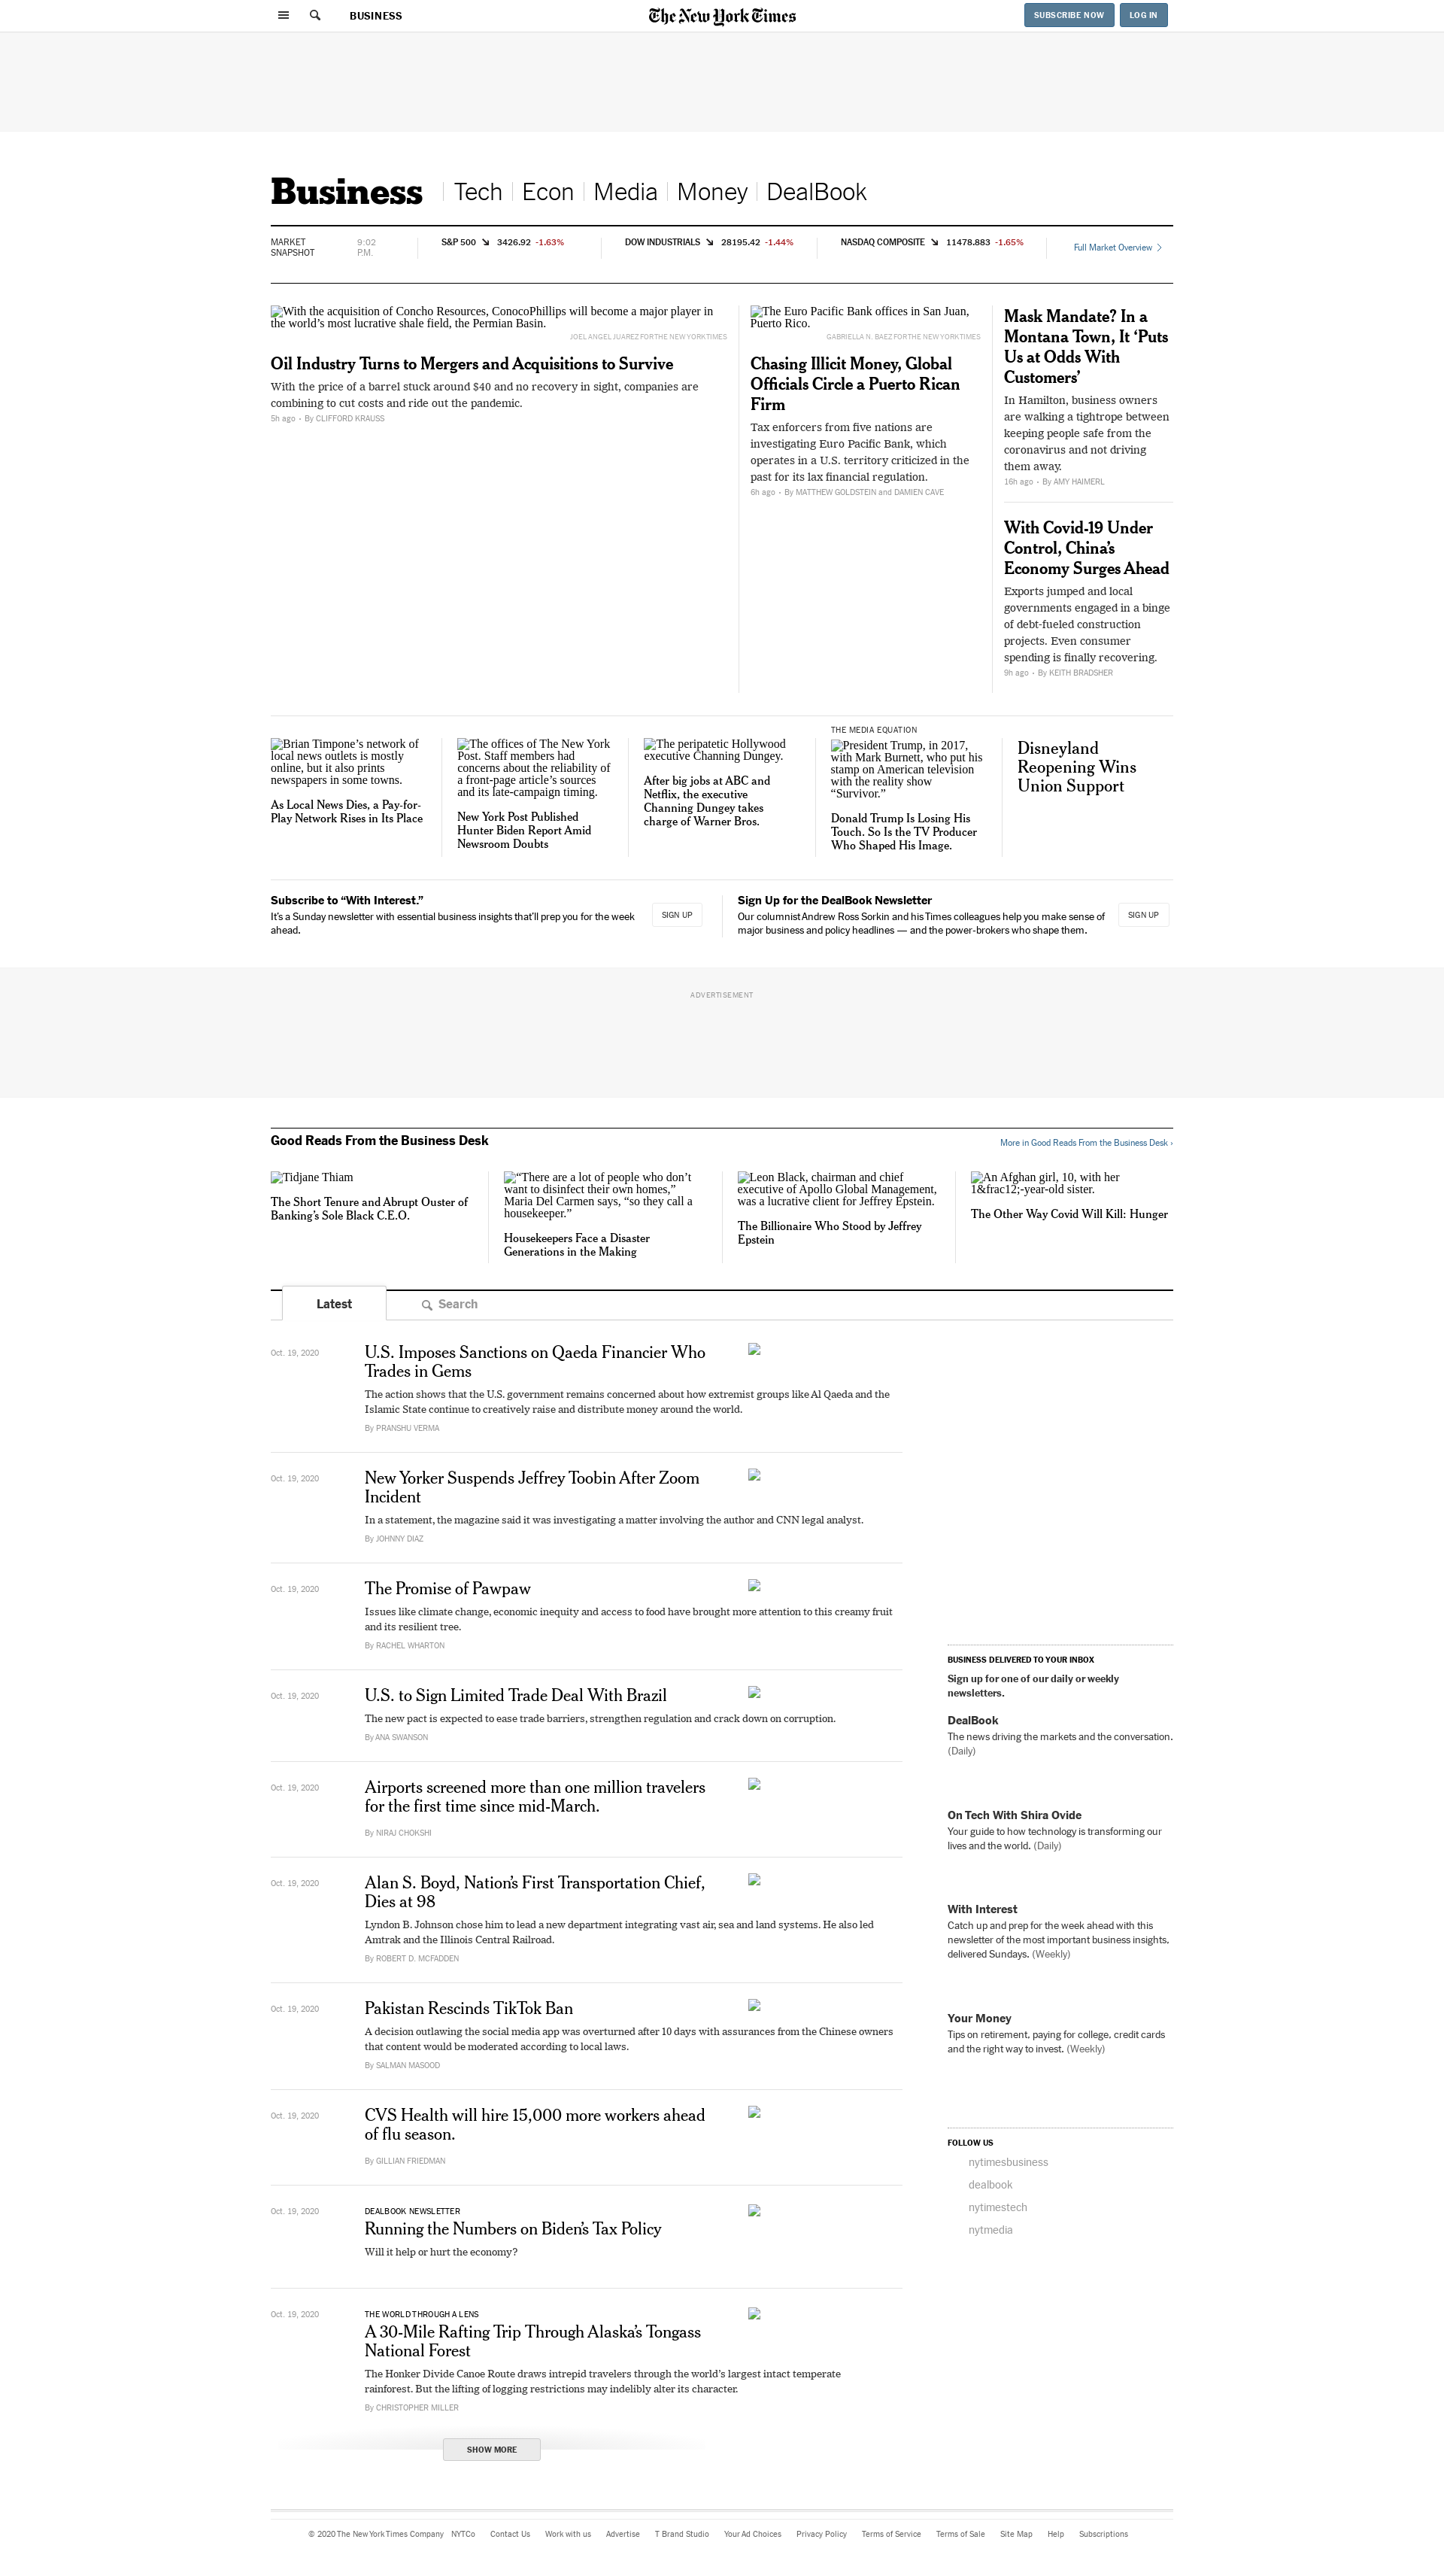 BUSINESS
The New York Times
SUBSCRIBE NOW
LOG IN
Business
Tech
Econ
Media
Money
DealBook
MARKET
SNAPSHOT
9:02
P.M.
S&P 500 3426.92 -1.63%
DOW INDUSTRIALS 28195.42 -1.44%
NASDAQ COMPOSITE 11478.883 -1.65%
Full Market Overview
With the acquisition of Concho Resources, ConocoPhillips will become a major player in
the world’s most lucrative shale field, the Permian Basin.
JOEL ANGEL JUAREZ FOR THE NEW YORK TIMES
Oil Industry Turns to Mergers and Acquisitions to Survive
With the price of a barrel stuck around $40 and no recovery in sight, companies are
combining to cut costs and ride out the pandemic.
5h ago • By CLIFFORD KRAUSS
The Euro Pacific Bank offices in San Juan,
Puerto Rico.
GABRIELLA N. BAEZ FOR THE NEW YORK TIMES
Chasing Illicit Money, Global
Officials Circle a Puerto Rican
Firm
Tax enforcers from five nations are
investigating Euro Pacific Bank, which
operates in a U.S. territory criticized in the
past for its lax financial regulation.
6h ago • By MATTHEW GOLDSTEIN and DAMIEN CAVE
Mask Mandate? In a
Montana Town, It ‘Puts
Us at Odds With
Customers’
In Hamilton, business owners
are walking a tightrope between
keeping people safe from the
coronavirus and not driving
them away.
16h ago • By AMY HAIMERL
With Covid-19 Under
Control, China’s
Economy Surges Ahead
Exports jumped and local
governments engaged in a binge
of debt-fueled construction
projects. Even consumer
spending is finally recovering.
9h ago • By KEITH BRADSHER
Brian Timpone’s network of
local news outlets is mostly
online, but it also prints
newspapers in some towns.
As Local News Dies, a Pay-for-
Play Network Rises in Its Place
The offices of The New York
Post. Staff members had
concerns about the reliability of
a front-page article’s sources
and its late-campaign timing.
New York Post Published
Hunter Biden Report Amid
Newsroom Doubts
The peripatetic Hollywood
executive Channing Dungey.
After big jobs at ABC and
Netflix, the executive
Channing Dungey takes
charge of Warner Bros.
THE MEDIA EQUATION
President Trump, in 2017,
with Mark Burnett, who put his
stamp on American television
with the reality show
“Survivor.”
Donald Trump Is Losing His
Touch. So Is the TV Producer
Who Shaped His Image.
Disneyland
Reopening Wins
Union Support
Subscribe to “With Interest.”
It’s a Sunday newsletter with essential business insights that’ll prep you for the week
ahead.
SIGN UP
Sign Up for the DealBook Newsletter
Our columnist Andrew Ross Sorkin and his Times colleagues help you make sense of
major business and policy headlines — and the power-brokers who shape them.
SIGN UP
ADVERTISEMENT
Good Reads From the Business Desk
More in Good Reads From the Business Desk ›
Tidjane Thiam
The Short Tenure and Abrupt Ouster of
Banking’s Sole Black C.E.O.
“There are a lot of people who don’t
want to disinfect their own homes,”
Maria Del Carmen says, “so they call a
housekeeper.”
Housekeepers Face a Disaster
Generations in the Making
Leon Black, chairman and chief
executive of Apollo Global Management,
was a lucrative client for Jeffrey Epstein.
The Billionaire Who Stood by Jeffrey
Epstein
An Afghan girl, 10, with her
1&frac12;-year-old sister.
The Other Way Covid Will Kill: Hunger
Latest
Search
Oct. 19, 2020
U.S. Imposes Sanctions on Qaeda Financier Who
Trades in Gems
The action shows that the U.S. government remains concerned about how extremist groups like Al Qaeda and the
Islamic State continue to creatively raise and distribute money around the world.
By PRANSHU VERMA
Oct. 19, 2020
New Yorker Suspends Jeffrey Toobin After Zoom
Incident
In a statement, the magazine said it was investigating a matter involving the author and CNN legal analyst.
By JOHNNY DIAZ
Oct. 19, 2020
The Promise of Pawpaw
Issues like climate change, economic inequity and access to food have brought more attention to this creamy fruit
and its resilient tree.
By RACHEL WHARTON
Oct. 19, 2020
U.S. to Sign Limited Trade Deal With Brazil
The new pact is expected to ease trade barriers, strengthen regulation and crack down on corruption.
By ANA SWANSON
Oct. 19, 2020
Airports screened more than one million travelers
for the first time since mid-March.
By NIRAJ CHOKSHI
Oct. 19, 2020
Alan S. Boyd, Nation’s First Transportation Chief,
Dies at 98
Lyndon B. Johnson chose him to lead a new department integrating vast air, sea and land systems. He also led
Amtrak and the Illinois Central Railroad.
By ROBERT D. MCFADDEN
Oct. 19, 2020
Pakistan Rescinds TikTok Ban
A decision outlawing the social media app was overturned after 10 days with assurances from the Chinese owners
that content would be moderated according to local laws.
By SALMAN MASOOD
Oct. 19, 2020
CVS Health will hire 15,000 more workers ahead
of flu season.
By GILLIAN FRIEDMAN
Oct. 19, 2020
DEALBOOK NEWSLETTER
Running the Numbers on Biden’s Tax Policy
Will it help or hurt the economy?
Oct. 19, 2020
THE WORLD THROUGH A LENS
A 30-Mile Rafting Trip Through Alaska’s Tongass
National Forest
The Honker Divide Canoe Route draws intrepid travelers through the world’s largest intact temperate
rainforest. But the lifting of logging restrictions may indelibly alter its character.
By CHRISTOPHER MILLER
SHOW MORE
BUSINESS DELIVERED TO YOUR INBOX
Sign up for one of our daily or weekly
newsletters.
DealBook
The news driving the markets and the conversation.
(Daily)
On Tech With Shira Ovide
Your guide to how technology is transforming our
lives and the world. (Daily)
With Interest
Catch up and prep for the week ahead with this
newsletter of the most important business insights,
delivered Sundays. (Weekly)
Your Money
Tips on retirement, paying for college, credit cards
and the right way to invest. (Weekly)
FOLLOW US
nytimesbusiness
dealbook
nytimestech
nytmedia
© 2020 The New York Times Company NYTCo Contact Us Work with us Advertise T Brand Studio Your Ad Choices Privacy Policy Terms of Service Terms of Sale Site Map Help Subscriptions